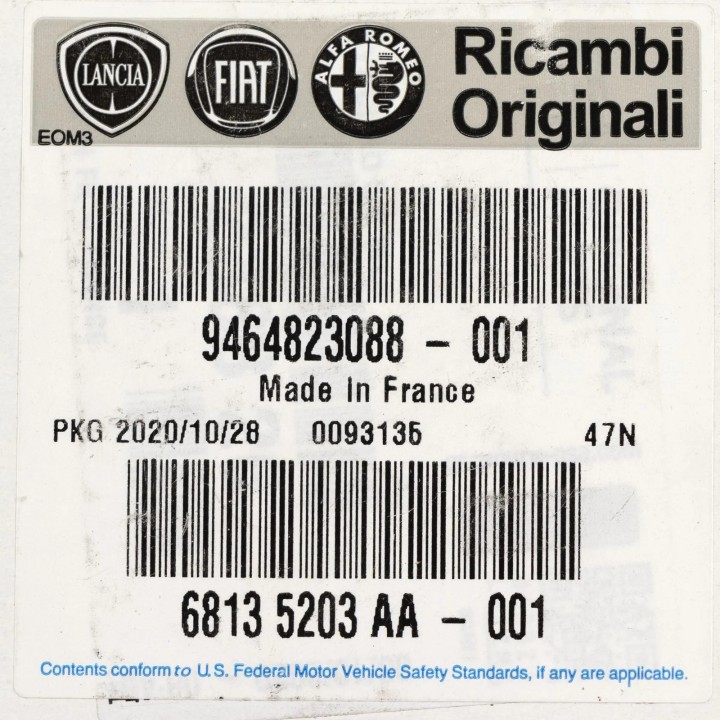 LANCIA FIAT ALFA ROMEO Ricambi
Originali
EOM3
9464823088 - 001
Made In France
PKG 2020/10/28 0093135 47N
6813 5203 AA - 001
Contents conform to U.S. Federal Motor Vehicle Safety Standards, if any are applicable.